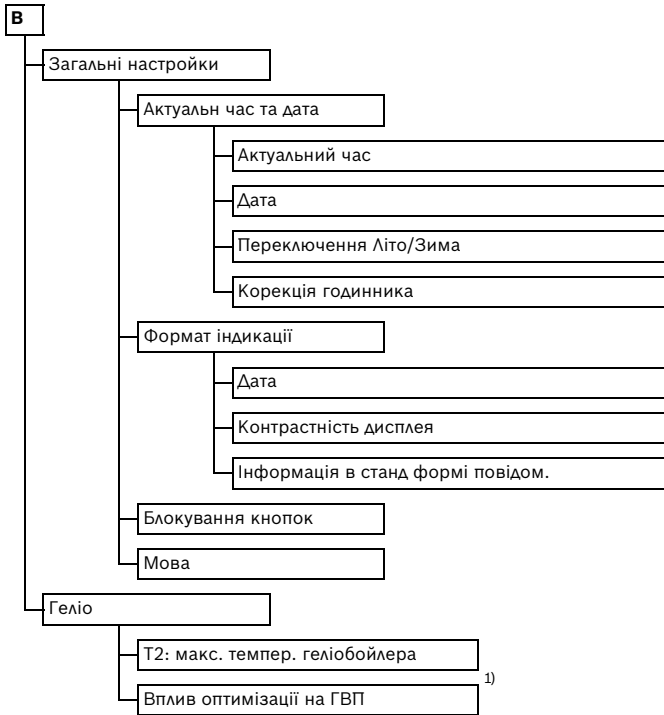 B
Загальні настройки
Актуальн час та дата
Актуальний час
Дата
Переключення Літо/Зима
Корекція годинника
Формат індикації
Дата
Контрастність дисплея
Інформація в станд формі повідом.
Блокування кнопок
Мова
Геліо
T2: макс. темпер. геліобойлера
Вплив оптимізації на ГВП 1)